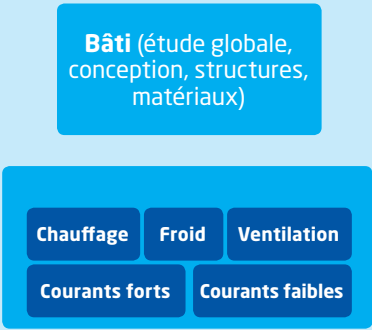 Bâti (étude globale,
conception, structures,
matériaux)
Chauffage Froid Ventilation
Courants forts Courants faibles